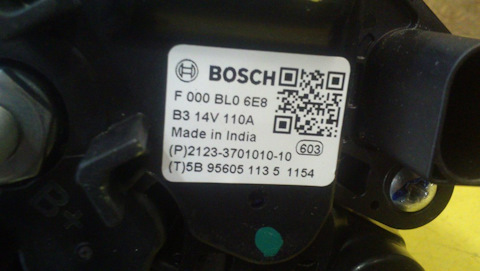 BOSCH
F 000 BL0 6E8
B3 14V 110A
Made in India
(P)2123-3701010-10
603
(T)5B 95605 113 5 1154
B+